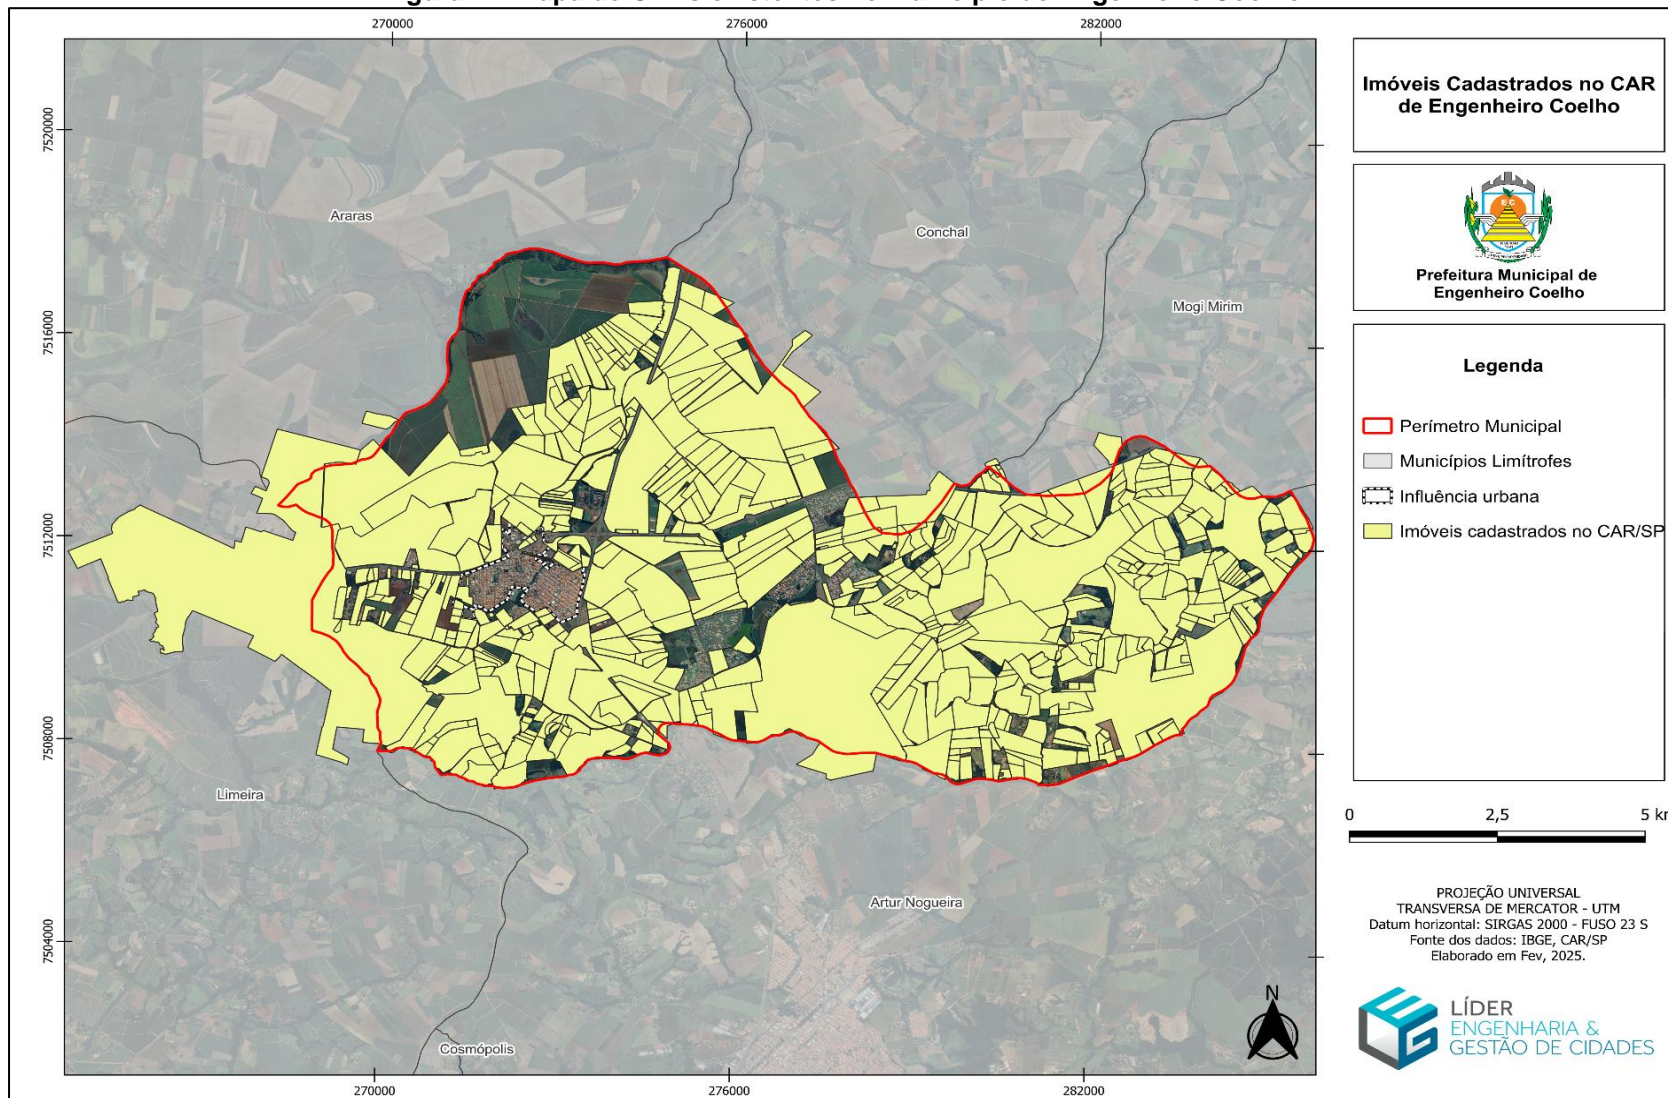 270000
276000
282000
7520000
7516000
7512000
7508000
7504000
Araras
Conchal
Mogi Mirim
Limeira
Artur Nogueira
Cosmópolis
270000
276000
282000
N
Imóveis Cadastrados no CAR
de Engenheiro Coelho
E C
Prefeitura Municipal de
Engenheiro Coelho
Legenda
Perímetro Municipal
Municípios Limítrofes
Influência urbana
Imóveis cadastrados no CAR/SP
0 2,5 5 km
PROJEÇÃO UNIVERSAL
TRANSVERSA DE MERCATOR - UTM
Datum horizontal: SIRGAS 2000 - FUSO 23 S
Fonte dos dados: IBGE, CAR/SP
Elaborado em Fev, 2025.
LÍDER
ENGENHARIA &
GESTÃO DE CIDADES